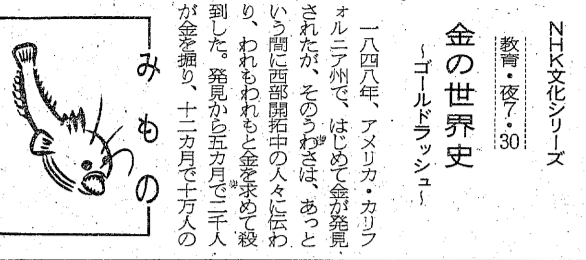 NHK文化シリーズ
教育・夜7・30
金の世界史
〜ゴールドラッシュ〜
一八四八年、アメリカ・カリフ
ォルニア州で、はじめて金が発見
されたが、そのうわさは、あっと
いう間に西部開拓中の人々に伝わ
り、われもわれもと金を求めて殺
到した。発見から五カ月で二千人
が金を掘り、十二カ月で十万人の
みもの